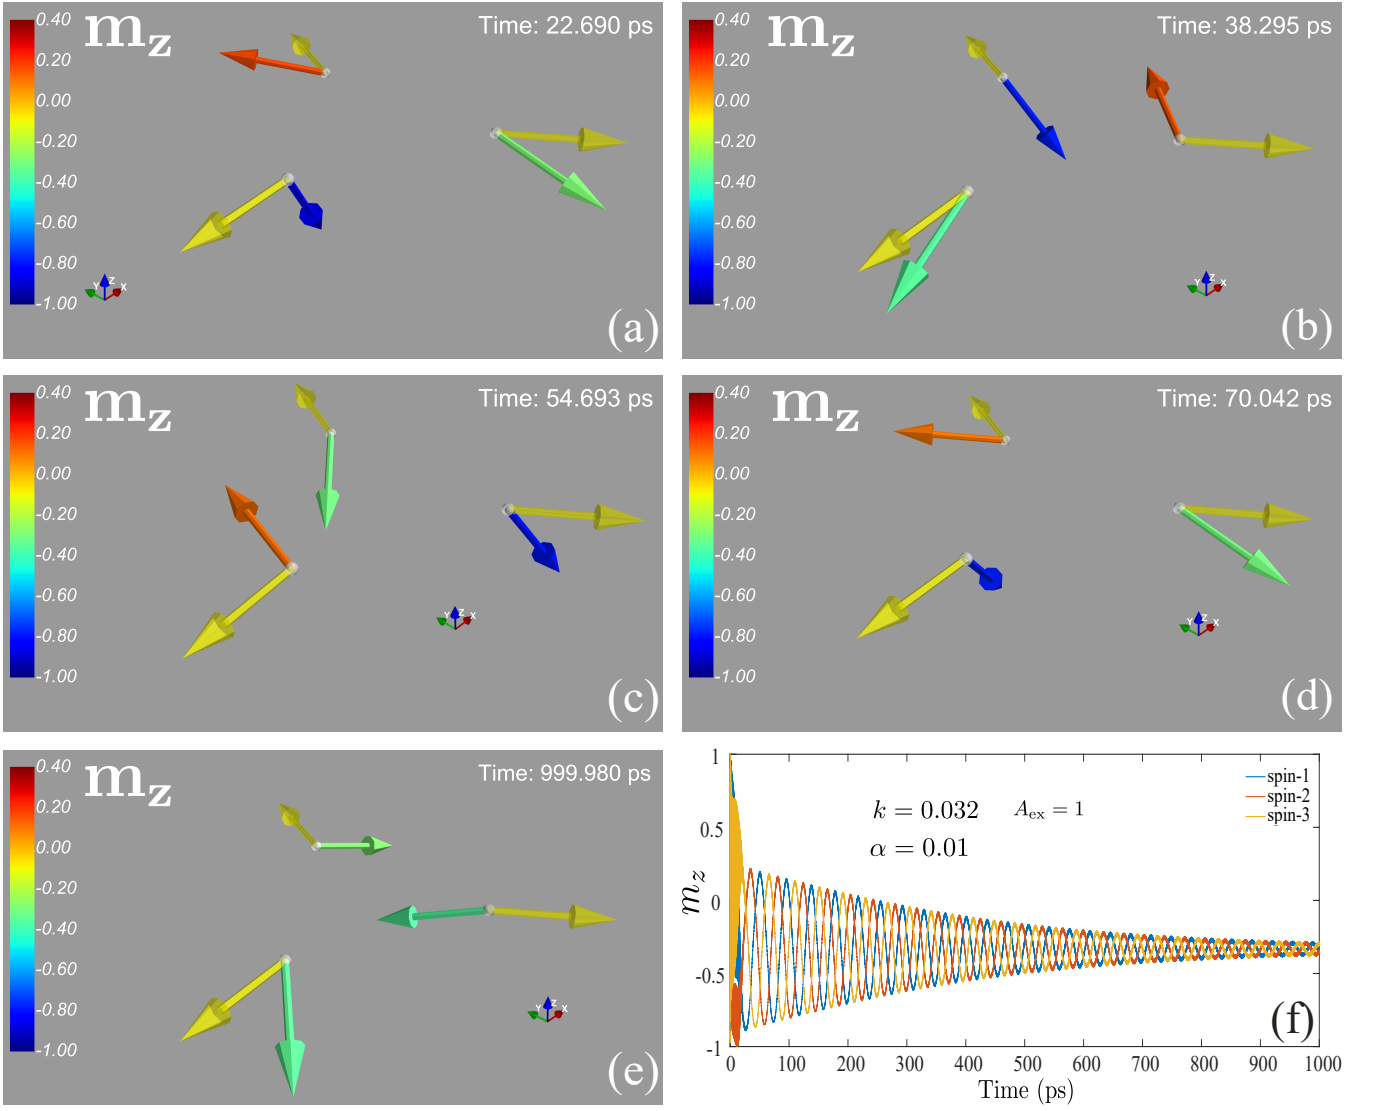 0.40
0.20
0.00
-0.20
-0.40
-0.60
-0.80
-1.00
m_z
Time: 22.690 ps
Y Z X
(a)
0.40
0.20
0.00
-0.20
-0.40
-0.60
-0.80
-1.00
m_z
Time: 38.295 ps
Y Z X
(b)
0.40
0.20
0.00
-0.20
-0.40
-0.60
-0.80
-1.00
m_z
Time: 54.693 ps
Y Z X
(c)
0.40
0.20
0.00
-0.20
-0.40
-0.60
-0.80
-1.00
m_z
Time: 70.042 ps
Y Z X
(d)
0.40
0.20
0.00
-0.20
-0.40
-0.60
-0.80
-1.00
m_z
Time: 999.980 ps
Y Z X
(e)
1
0.5
0
-0.5
-1
m_z
k = 0.032 A_ex = 1
α = 0.01
spin-1
spin-2
spin-3
(f)
0 100 200 300 400 500 600 700 800 900 1000
Time (ps)